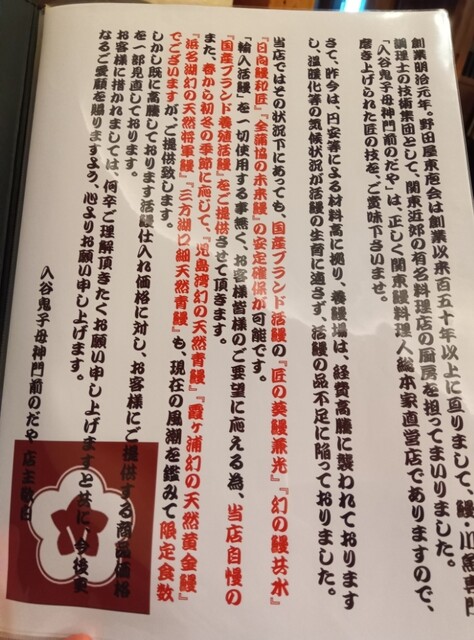 創業明治元年。野田屋東庖会は創業以来百五十年以上に亘りまして、鰻・川魚専門
調理士の技術集団として、関東近郊の有名料理店の厨房を担ってまいりました。
「入谷鬼子母神門前のだや」は、正しく関東鰻料理人総本家直営店でありますので、
磨き上げられた匠の技を、ご賞味下さいませ。
さて、昨今は、円安等による材料高に拠り、養鰻場は、経費高騰に襲われております
し、温暖化等の気候状況が活鰻の生育に適さず、活鰻の品不足に陥っておりました。
当店ではその状況下にあっても、国産ブランド活鰻の『匠の葵鰻兼光』『幻の鰻共水』
『日向鰻和匠』『全蒲協の未来鰻』の安定確保が可能です。
「輸入活鰻」を一切使用する事無く、お客様皆様のご要望に応える為、当店自慢の
『国産ブランド養殖活鰻』をご提供させて頂きます。
また、春から初冬の季節に応じて、『児島湾幻の天然青鰻』『霞ヶ浦幻の天然黄金鰻』
『浜名湖幻の天然将軍鰻』『三方湖口細天然青鰻』も、現在の風潮を鑑みて限定食数
でございますが、ご提供致します。
しかし既に高騰しております活鰻仕入れ価格に対し、お客様にご提供する商品価格
を一部見直しております。
お客様に措かれましては、何卒ご理解頂きたくお願い申し上げますと共に、今後更
なるご愛顧を賜りますよう、心よりお願い申し上げます。
入谷鬼子母神門前のだや 店主敬白